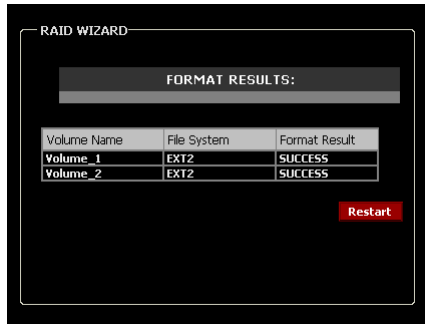 RAID WIZARD
FORMAT RESULTS:
Volume Name File System Format Result
Volume_1 EXT2 SUCCESS
Volume_2 EXT2 SUCCESS
Restart